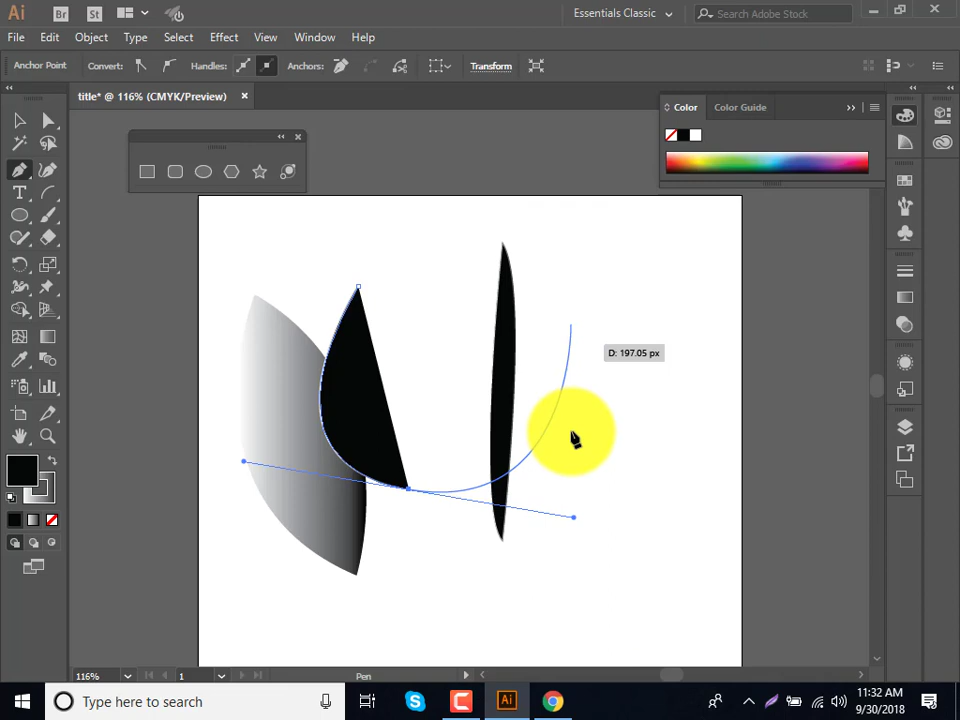 Ai Br St Essentials Classic Search Adobe Stock
File Edit Object Type Select Effect View Window Help
Anchor Point Convert: Handles: Anchors: Transform
title* @ 116% (CMYK/Preview)
Color Color Guide
D: 197.05 px
116% 1 Pen
Type here to search
Ai
11:32 AM
9/30/2018